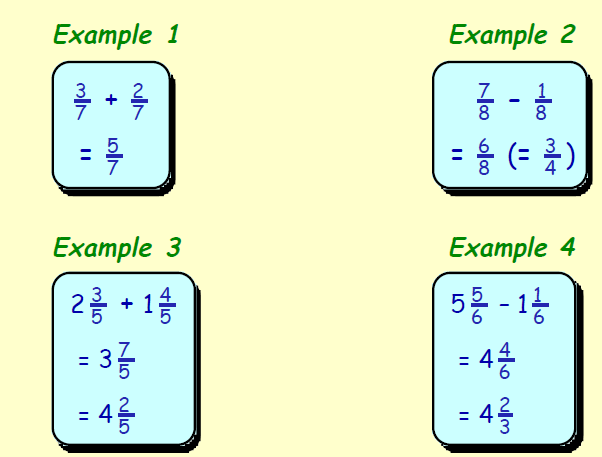 Example 1
3/7 + 2/7
= 5/7
Example 2
7/8 - 1/8
= 6/8 (= 3/4)
Example 3
2 3/5 + 1 4/5
= 3 7/5
= 4 2/5
Example 4
5 5/6 - 1 1/6
= 4 4/6
= 4 2/3